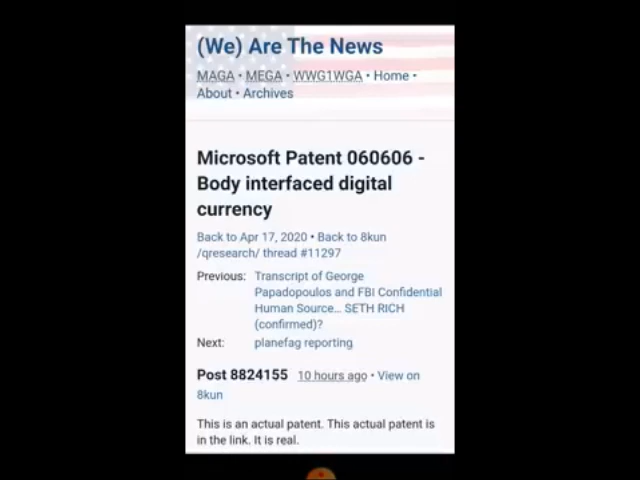 (We) Are The News
MAGA • MEGA • WWG1WGA • Home •
About • Archives
Microsoft Patent 060606 -
Body interfaced digital
currency
Back to Apr 17, 2020 • Back to 8kun
/qresearch/ thread #11297
Previous: Transcript of George
Papadopoulos and FBI Confidential
Human Source... SETH RICH
(confirmed)?
Next: planefag reporting
Post 8824155 10 hours ago • View on
8kun
This is an actual patent. This actual patent is
in the link. It is real.